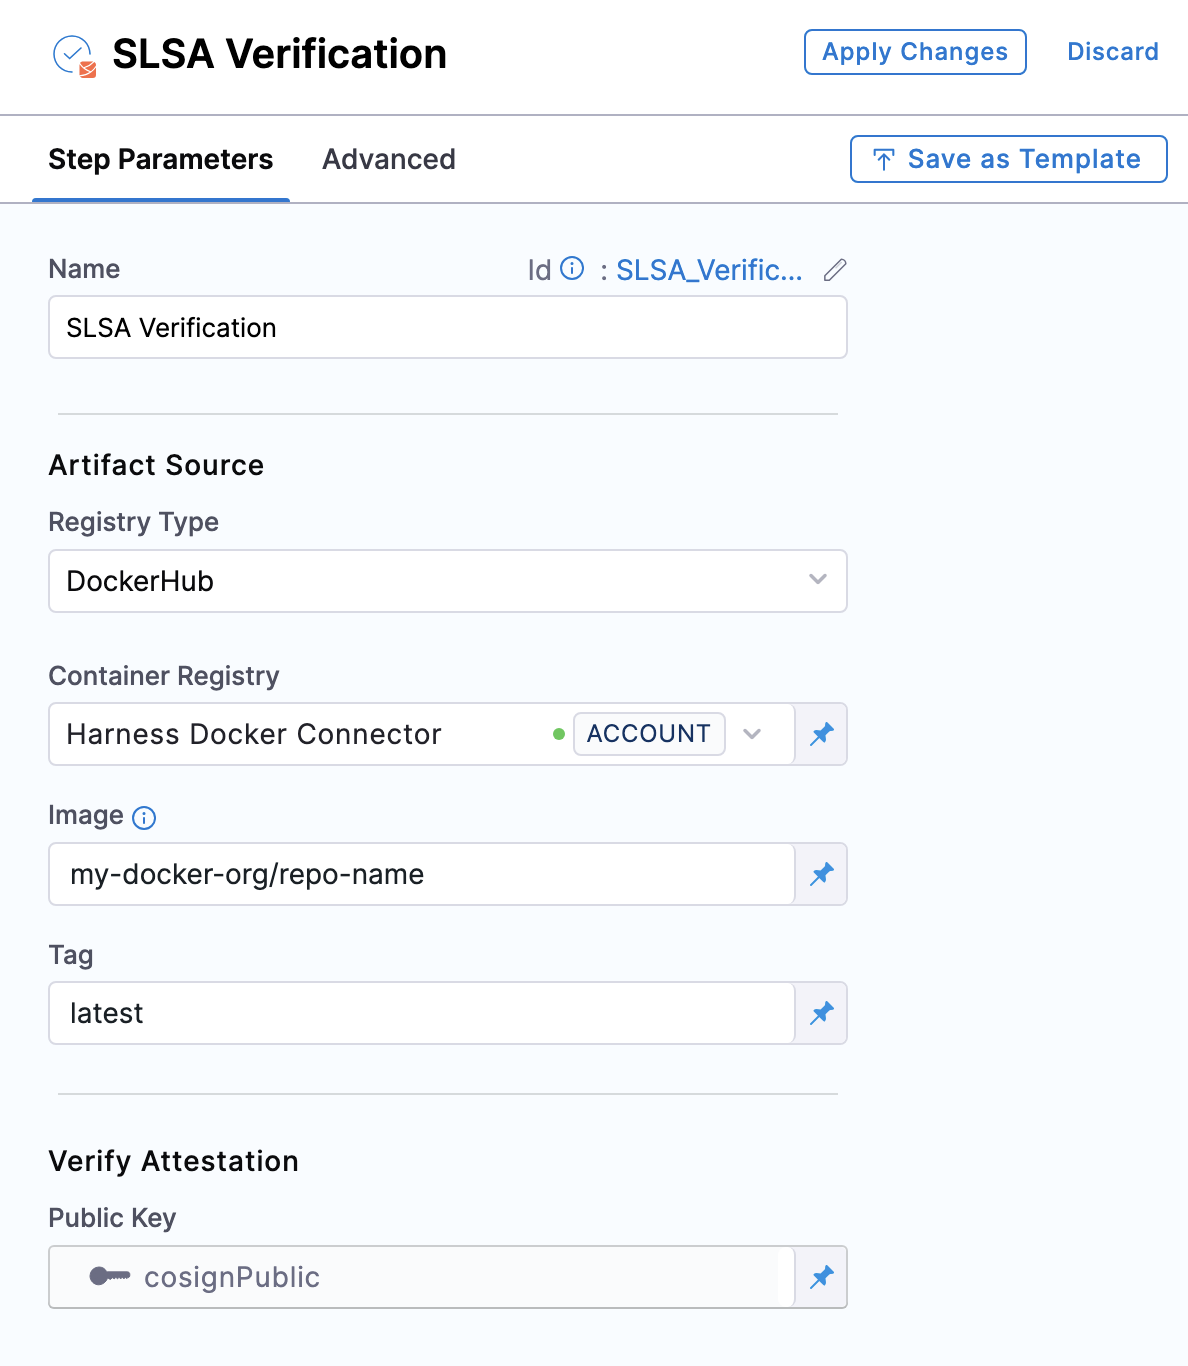 SLSA Verification
Apply Changes
Discard
Step Parameters
Advanced
Save as Template
Name
Id : SLSA_Verific...
SLSA Verification
Artifact Source
Registry Type
DockerHub
Container Registry
Harness Docker Connector
ACCOUNT
Image
my-docker-org/repo-name
Tag
latest
Verify Attestation
Public Key
cosignPublic